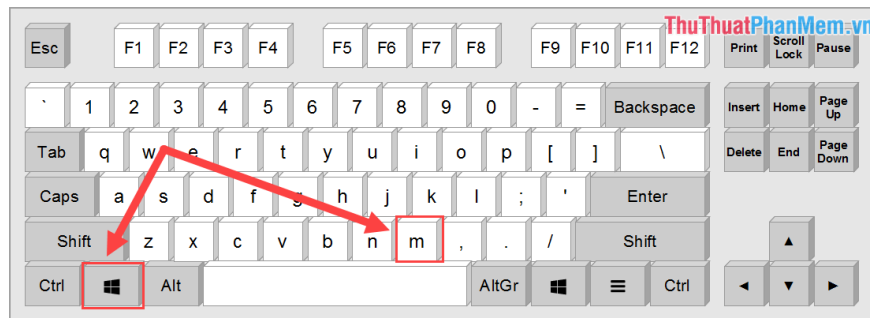 ThuThuatPhanMem.vn
Esc F1 F2 F3 F4 F5 F6 F7 F8 F9 F10 F11 F12 Print Scroll Lock Pause
` 1 2 3 4 5 6 7 8 9 0 - = Backspace Insert Home Page Up
Tab q w e r t y u i o p [ ] \ Delete End Page Down
Caps a s d f g h j k l ; ' Enter
Shift z x c v b n m , . / Shift ▲
Ctrl Alt AltGr ☰ Ctrl ◄ ▼ ►